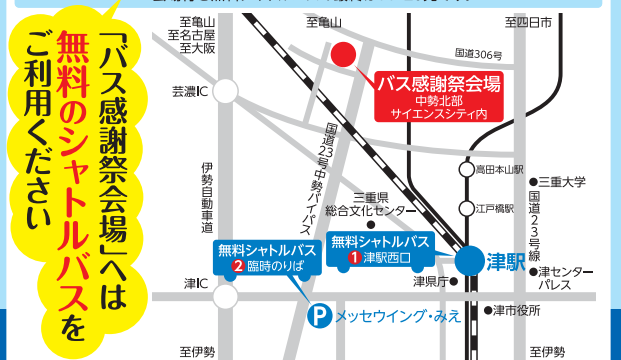 「バス感謝祭会場」へは
無料のシャトルバスを
ご利用ください
至亀山
至名古屋
至大阪
至亀山
至四日市
国道306号
バス感謝祭会場
中勢北部
サイエンスシティ内
芸濃IC
国道23号中勢バイパス
高田本山駅
三重大学
伊勢自動車道
三重県
総合文化センター
江戸橋駅
国道23号線
無料シャトルバス
1 津駅西口
無料シャトルバス
2 臨時のりば
津駅
津センター
パレス
津県庁
津IC
P メッセウイング・みえ
津市役所
至伊勢
至伊勢